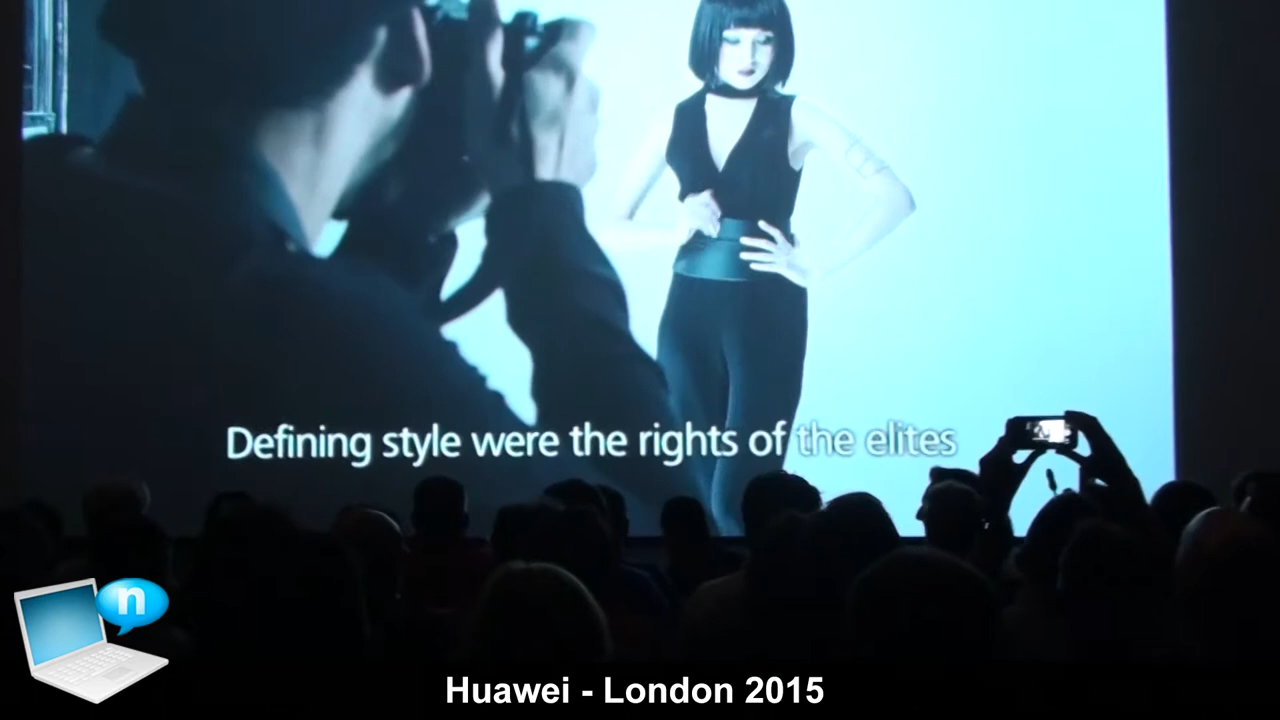 Defining style were the rights of the elites
n
Huawei - London 2015